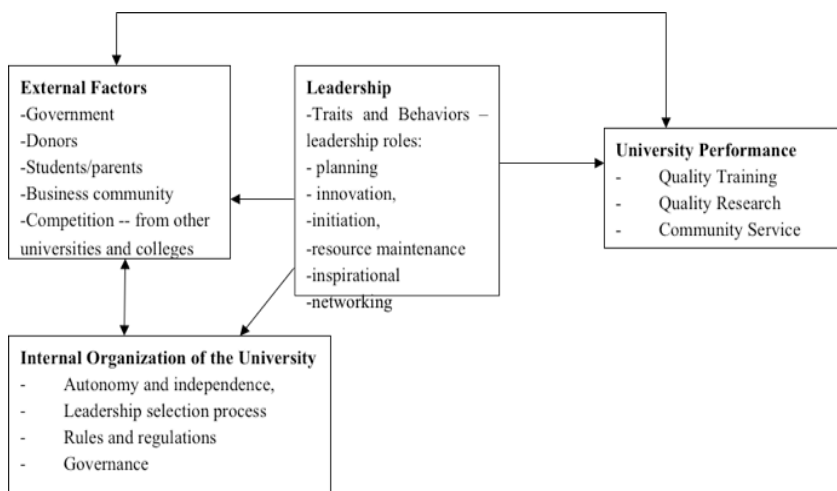 External Factors
-Government
-Donors
-Students/parents
-Business community
-Competition -- from other
universities and colleges
Leadership
-Traits and Behaviors –
leadership roles:
- planning
- innovation,
-initiation,
-resource maintenance
-inspirational
-networking
University Performance
- Quality Training
- Quality Research
- Community Service
Internal Organization of the University
- Autonomy and independence,
- Leadership selection process
- Rules and regulations
- Governance